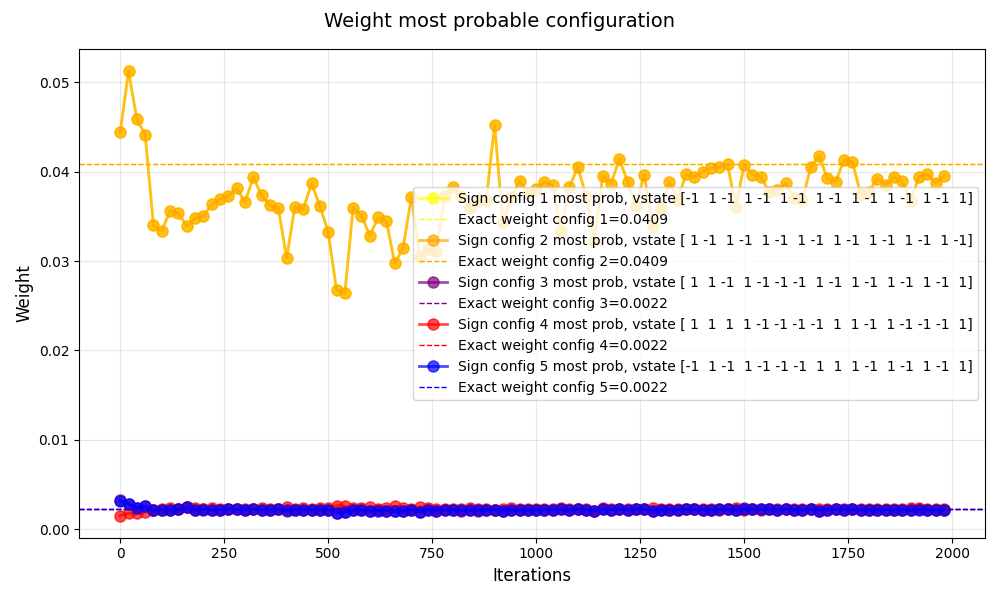 Weight most probable configuration
0.05
0.04
0.03
0.02
0.01
0.00
Weight
Sign config 1 most prob, vstate [-1 1 -1 1 -1 1 -1 1 -1 1 -1 1 -1 1 -1 1]
Exact weight config 1=0.0409
Sign config 2 most prob, vstate [ 1 -1 1 -1 1 -1 1 -1 1 -1 1 -1 1 -1 1 -1]
Exact weight config 2=0.0409
Sign config 3 most prob, vstate [ 1 1 -1 1 -1 -1 -1 1 -1 1 -1 1 -1 1 -1 1]
Exact weight config 3=0.0022
Sign config 4 most prob, vstate [ 1 1 1 1 -1 -1 -1 -1 1 1 -1 1 -1 -1 -1 1]
Exact weight config 4=0.0022
Sign config 5 most prob, vstate [-1 1 -1 1 -1 -1 -1 1 1 1 -1 1 -1 1 -1 1]
Exact weight config 5=0.0022
0 250 500 750 1000 1250 1500 1750 2000
Iterations